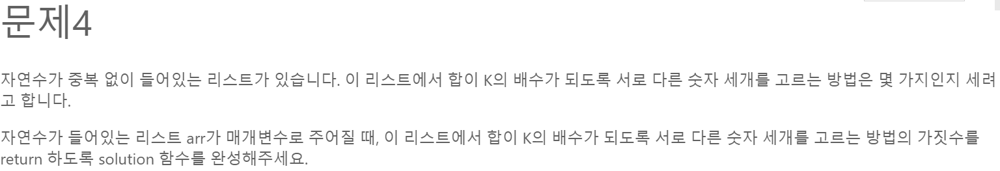 문제4
자연수가 중복 없이 들어있는 리스트가 있습니다. 이 리스트에서 합이 K의 배수가 되도록 서로 다른 숫자 세개를 고르는 방법은 몇 가지인지 세려
고 합니다.
자연수가 들어있는 리스트 arr가 매개변수로 주어질 때, 이 리스트에서 합이 K의 배수가 되도록 서로 다른 숫자 세개를 고르는 방법의 가짓수를
return 하도록 solution 함수를 완성해주세요.